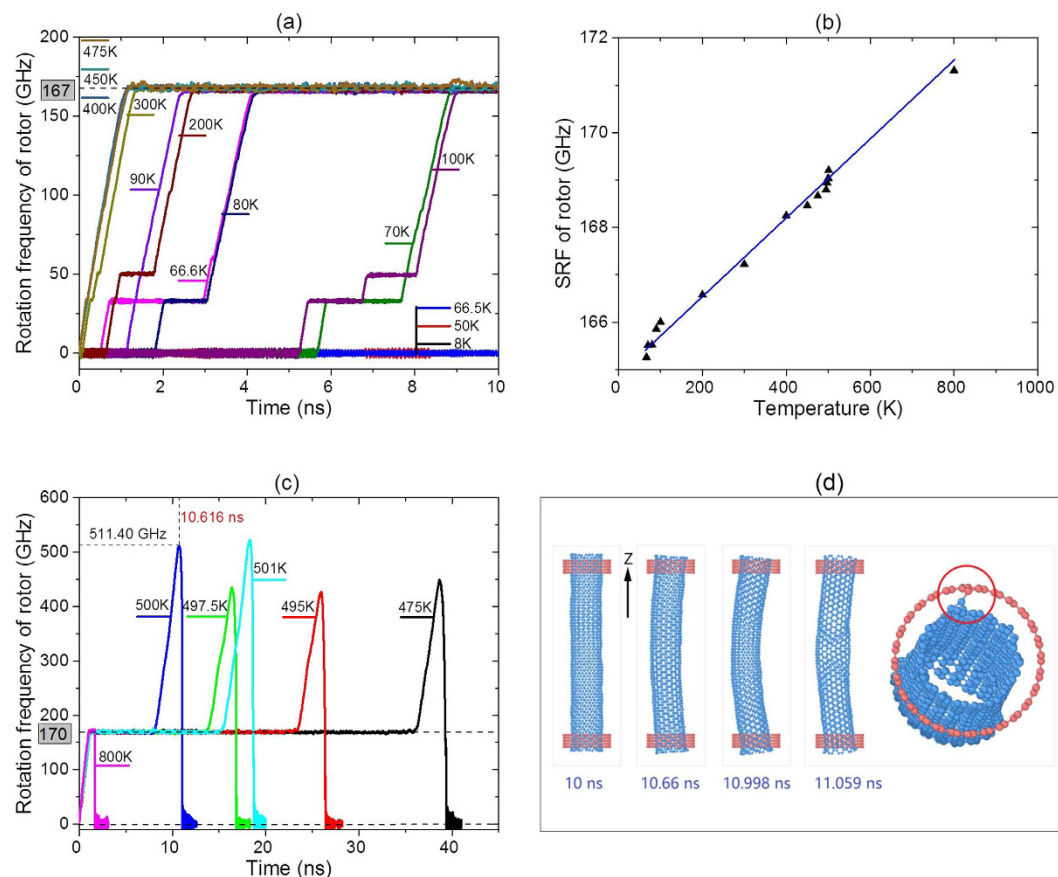 (a)
Rotation frequency of rotor (GHz)
200
167
150
100
50
0
475K
450K
400K
300K
200K
90K
100K
80K
70K
66.6K
66.5K
50K
8K
0 2 4 6 8 10
Time (ns)
(b)
SRF of rotor (GHz)
172
170
168
166
200 400 600 800 1000
Temperature (K)
(c)
Rotation frequency of rotor (GHz)
600
500
400
300
200
170
100
0
511.40 GHz
10.616 ns
501K
500K
497.5K
495K
475K
800K
0 10 20 30 40
Time (ns)
(d)
Z
10 ns
10.66 ns
10.998 ns
11.059 ns